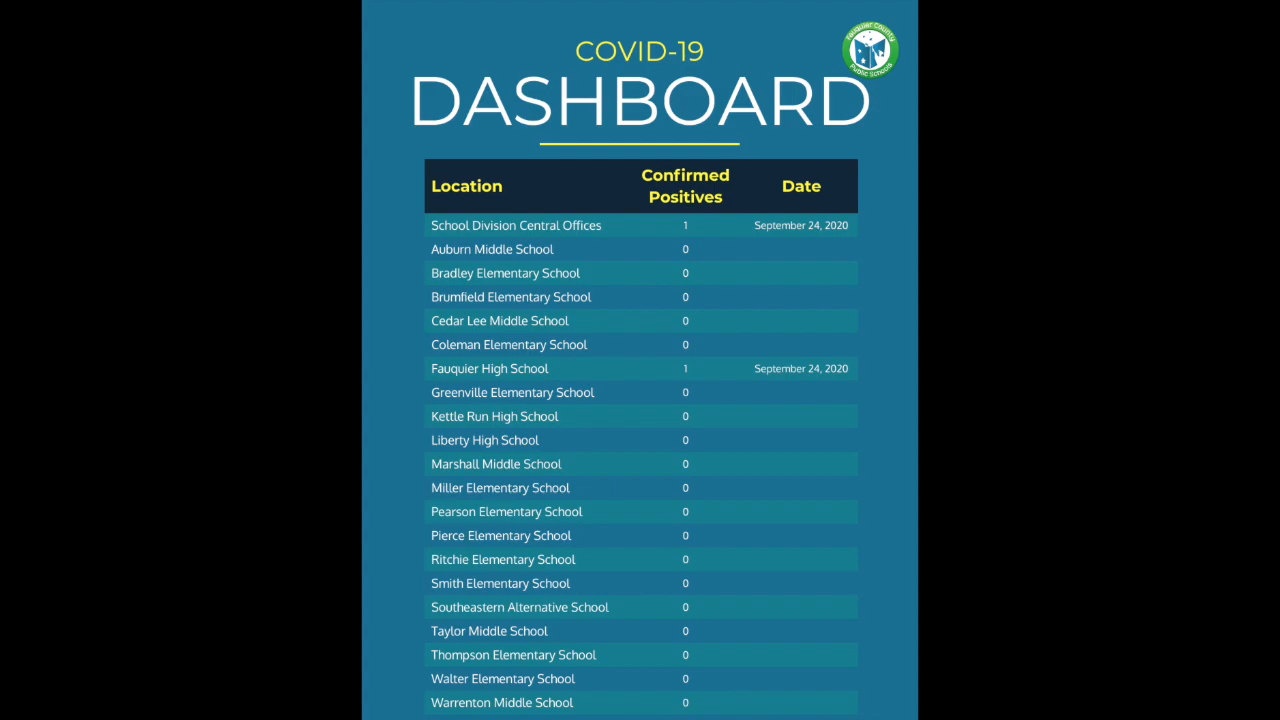 Fauquier County
Public Schools
COVID-19
DASHBOARD
Location Confirmed Positives Date
School Division Central Offices 1 September 24, 2020
Auburn Middle School 0
Bradley Elementary School 0
Brumfield Elementary School 0
Cedar Lee Middle School 0
Coleman Elementary School 0
Fauquier High School 1 September 24, 2020
Greenville Elementary School 0
Kettle Run High School 0
Liberty High School 0
Marshall Middle School 0
Miller Elementary School 0
Pearson Elementary School 0
Pierce Elementary School 0
Ritchie Elementary School 0
Smith Elementary School 0
Southeastern Alternative School 0
Taylor Middle School 0
Thompson Elementary School 0
Walter Elementary School 0
Warrenton Middle School 0